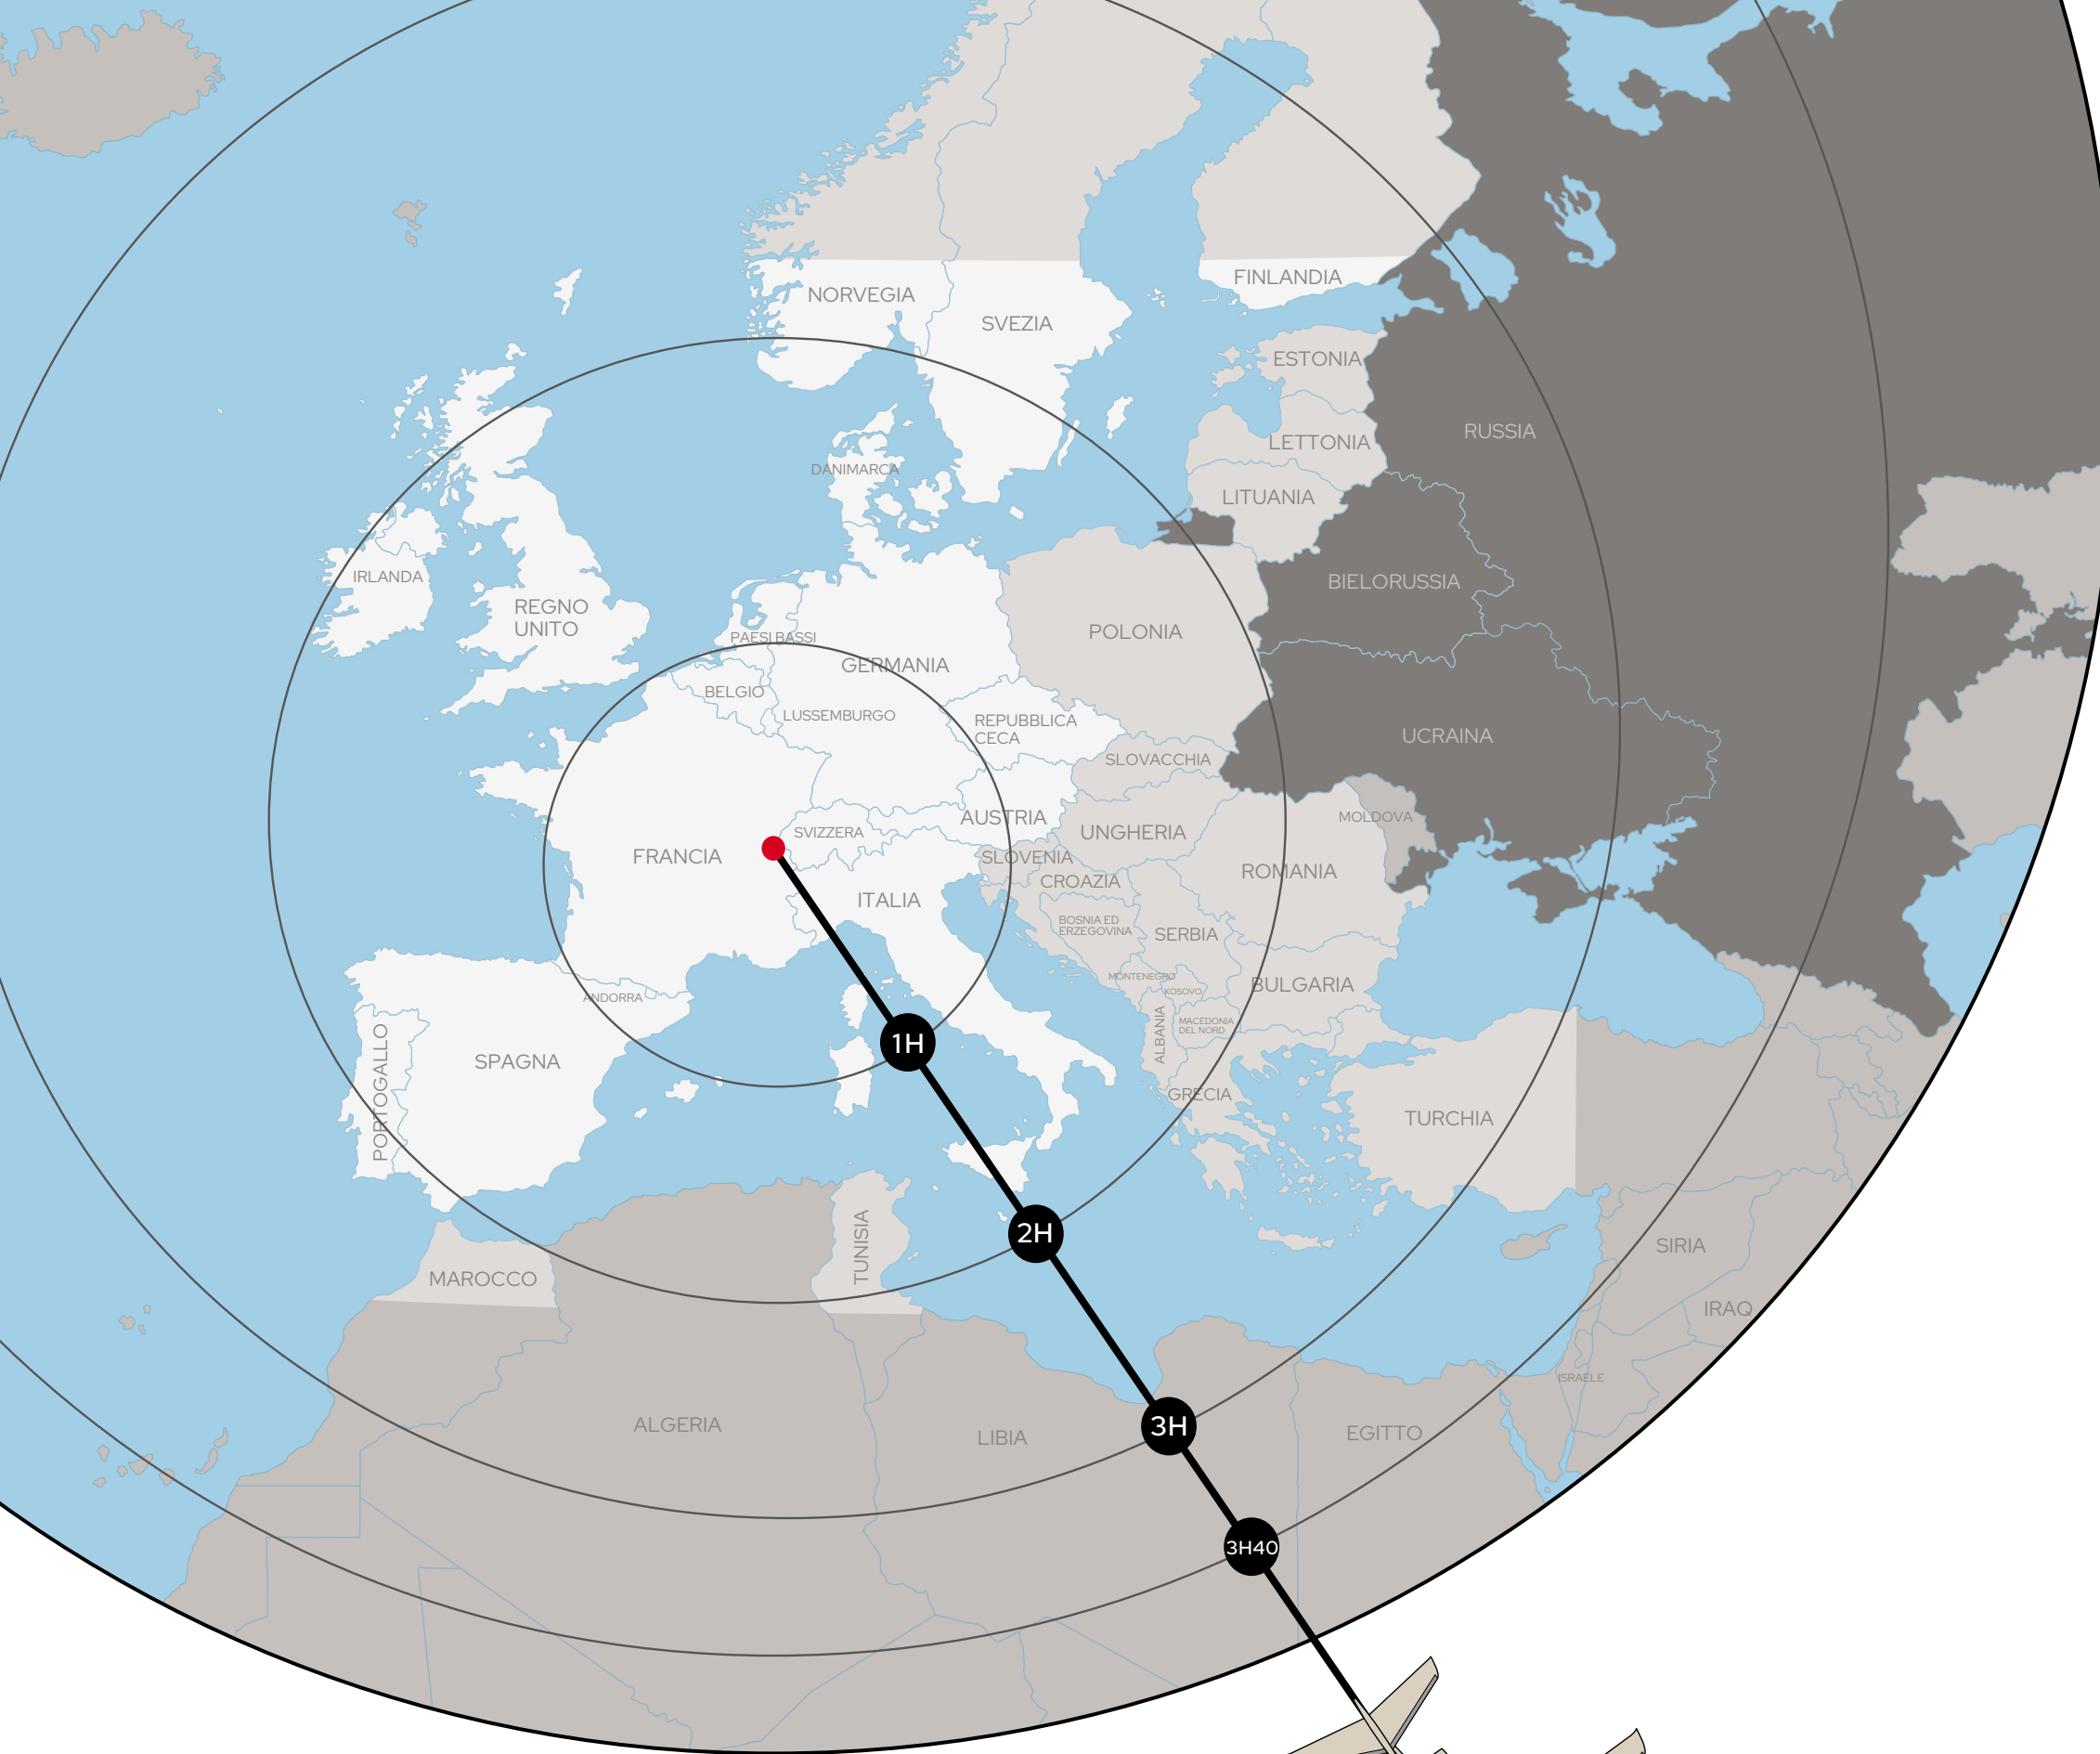 FINLANDIA
NORVEGIA
SVEZIA
ESTONIA
RUSSIA
LETTONIA
DANIMARCA
LITUANIA
IRLANDA
BIELORUSSIA
REGNO
UNITO
POLONIA
PAESI BASSI
GERMANIA
BELGIO
LUSSEMBURGO
REPUBBLICA
CECA
UCRAINA
SLOVACCHIA
AUSTRIA
MOLDOVA
SVIZZERA
UNGHERIA
FRANCIA
SLOVENIA
ROMANIA
CROAZIA
ITALIA
BOSNIA ED
ERZEGOVINA
SERBIA
MONTENEGRO
BULGARIA
KOSOVO
ANDORRA
MACEDONIA
DEL NORD
ALBANIA
1H
SPAGNA
PORTOGALLO
GRECIA
TURCHIA
2H
TUNISIA
SIRIA
MAROCCO
IRAQ
ISRAELE
ALGERIA
3H
LIBIA
EGITTO
3H40